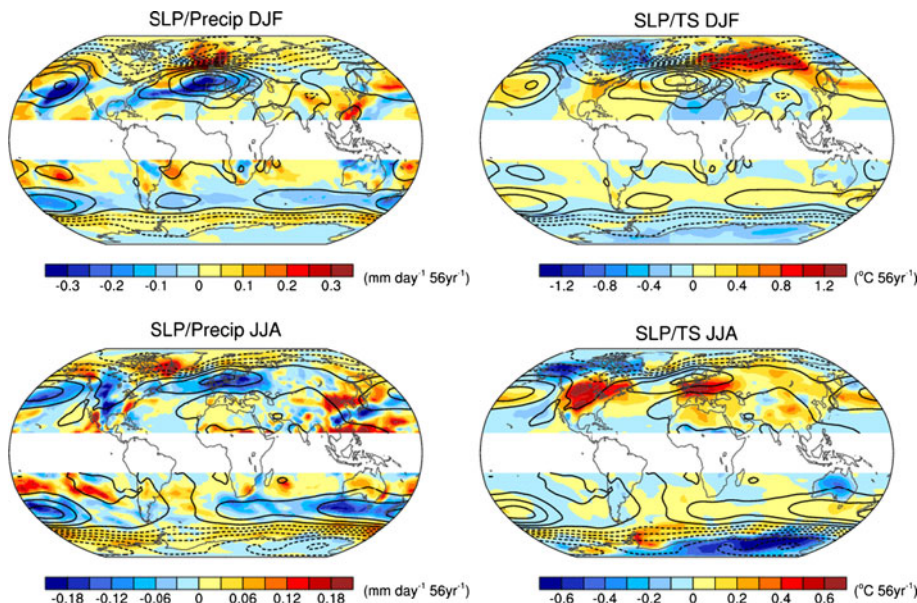 SLP/Precip DJF
SLP/TS DJF
-0.3 -0.2 -0.1 0 0.1 0.2 0.3 (mm day⁻¹ 56yr⁻¹)
-1.2 -0.8 -0.4 0 0.4 0.8 1.2 (°C 56yr⁻¹)
SLP/Precip JJA
SLP/TS JJA
-0.18 -0.12 -0.06 0 0.06 0.12 0.18 (mm day⁻¹ 56yr⁻¹)
-0.6 -0.4 -0.2 0 0.2 0.4 0.6 (°C 56yr⁻¹)